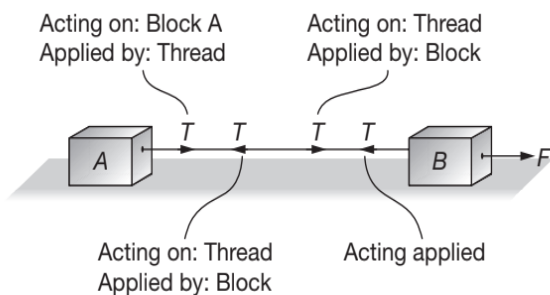 Acting on: Block A
Applied by: Thread
Acting on: Thread
Applied by: Block
T T T T
A B F
Acting on: Thread
Applied by: Block
Acting applied